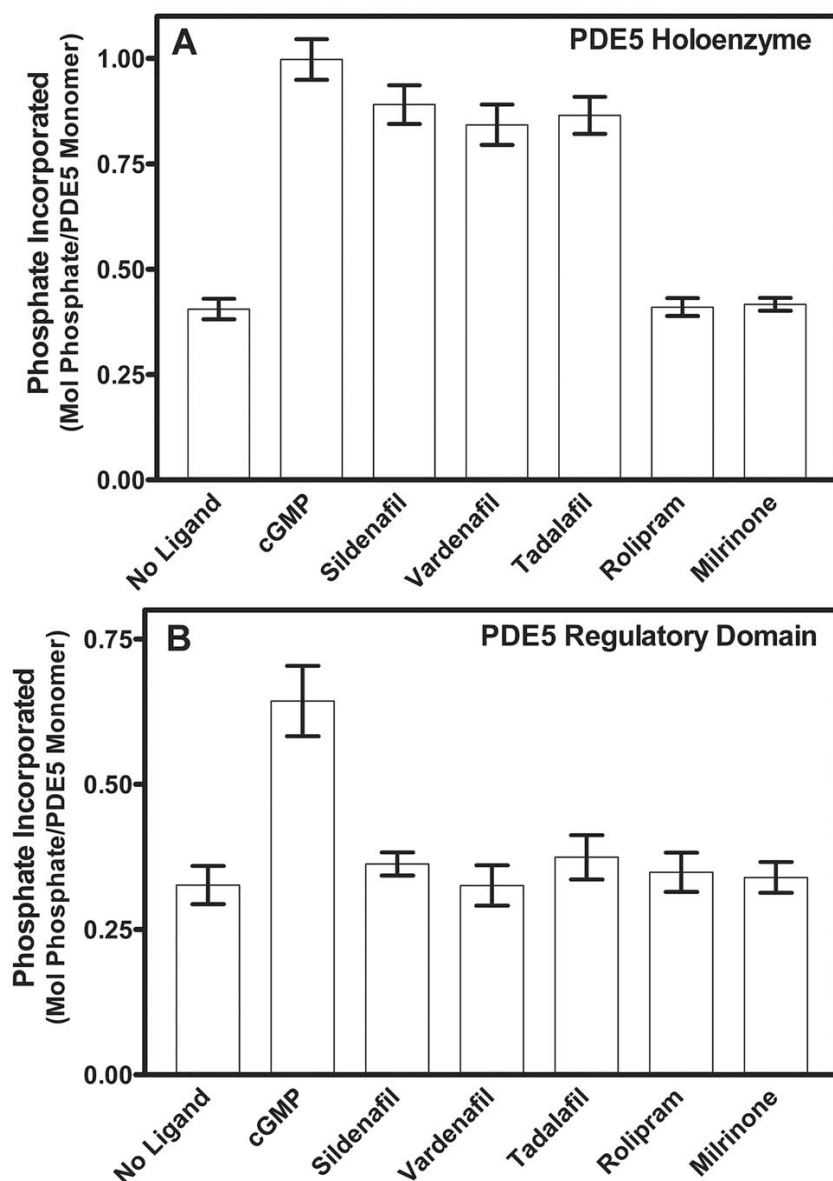 A
PDE5 Holoenzyme
Phosphate Incorporated
(Mol Phosphate/PDE5 Monomer)
1.00
0.75
0.50
0.25
0.00
No Ligand
cGMP
Sildenafil
Vardenafil
Tadalafil
Rolipram
Milrinone
B
PDE5 Regulatory Domain
Phosphate Incorporated
(Mol Phosphate/PDE5 Monomer)
0.75
0.50
0.25
0.00
No Ligand
cGMP
Sildenafil
Vardenafil
Tadalafil
Rolipram
Milrinone